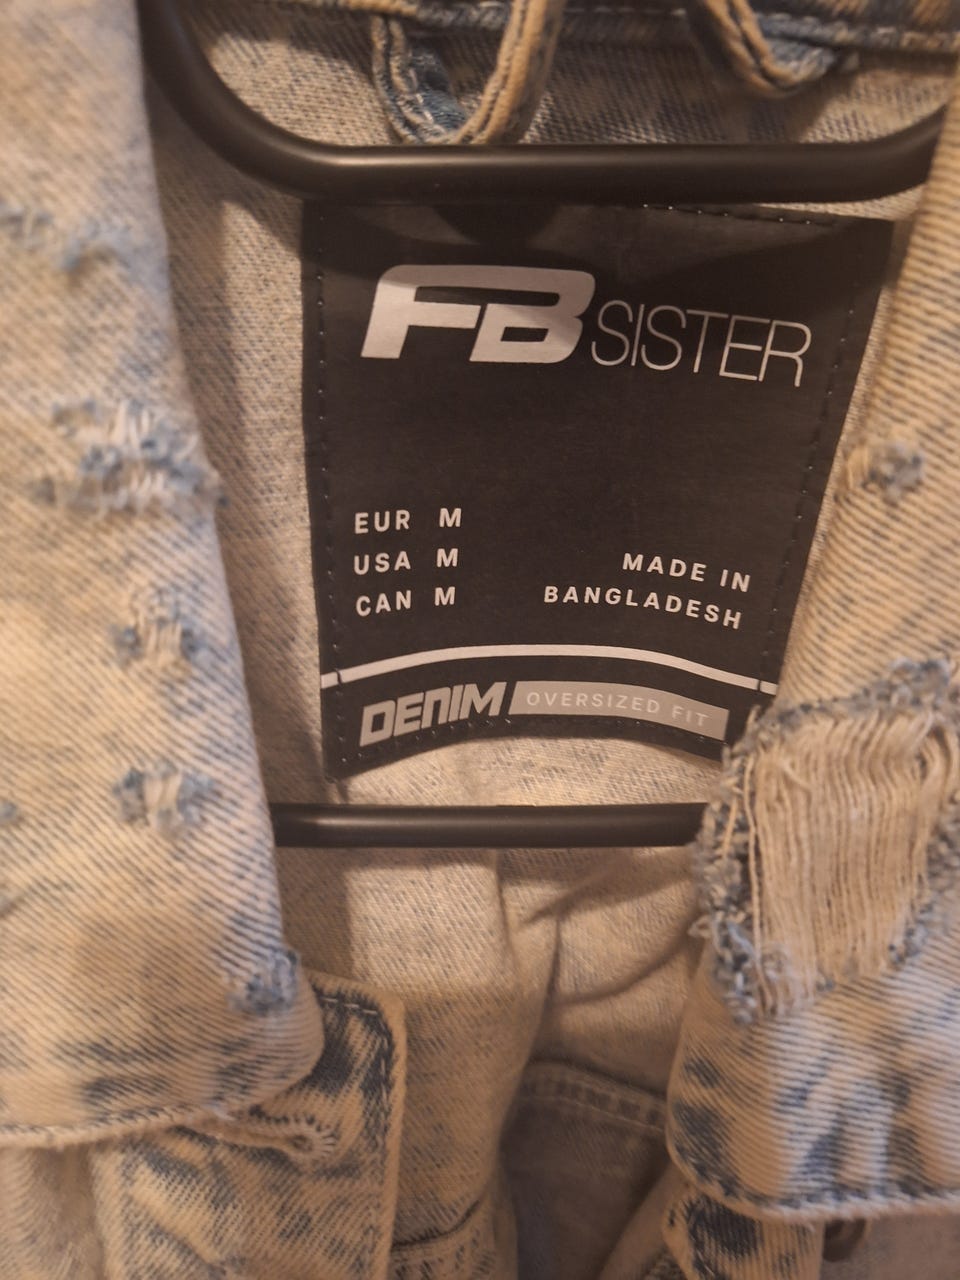 FB SISTER
EUR M
USA M
CAN M
MADE IN
BANGLADESH
DENIM OVERSIZED FIT